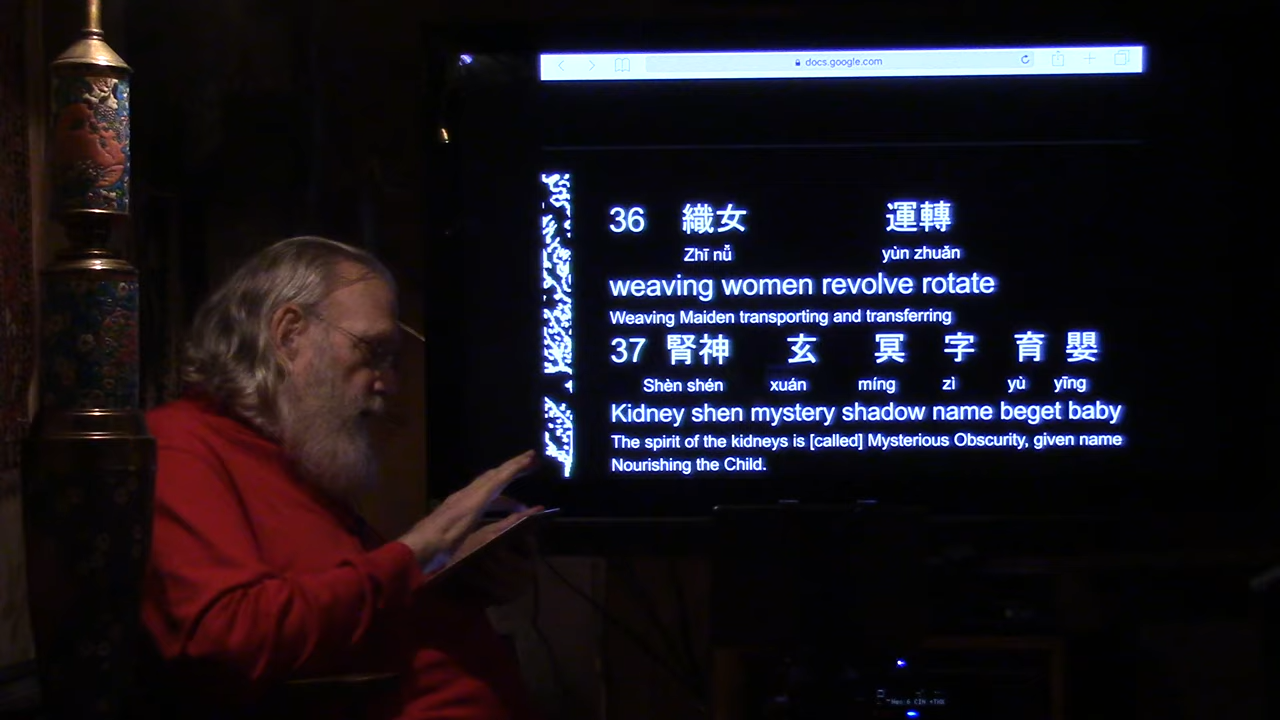 docs.google.com
36 織女 運轉
Zhī nǚ yùn zhuǎn
weaving women revolve rotate
Weaving Maiden transporting and transferring
37 腎神 玄 冥 字 育 嬰
Shèn shén xuán míng zì yù yīng
Kidney shen mystery shadow name beget baby
The spirit of the kidneys is [called] Mysterious Obscurity, given name
Nourishing the Child.